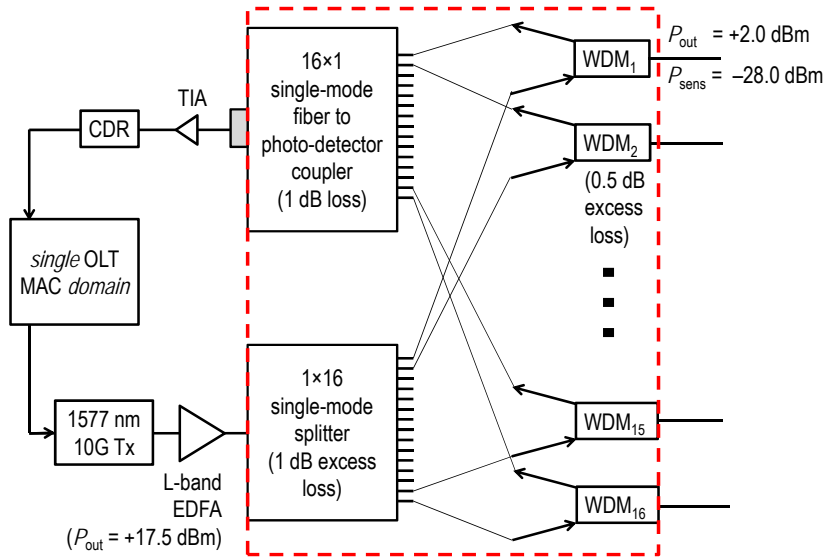 16×1
single-mode
fiber to
photo-detector
coupler
(1 dB loss)
TIA
CDR
single OLT
MAC domain
1577 nm
10G Tx
L-band
EDFA
(Pout = +17.5 dBm)
1×16
single-mode
splitter
(1 dB excess
loss)
WDM1
Pout = +2.0 dBm
Psens = –28.0 dBm
WDM2
(0.5 dB
excess
loss)
WDM15
WDM16